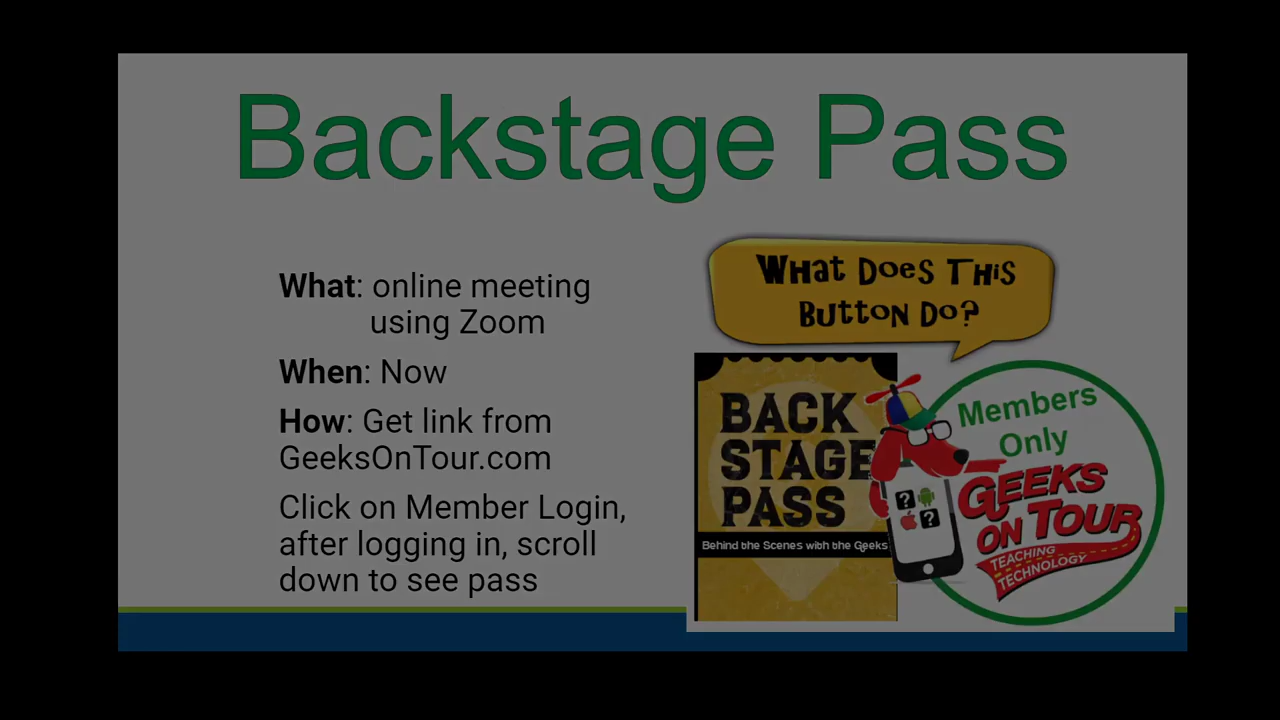 Backstage Pass
What: online meeting
using Zoom
When: Now
How: Get link from
GeeksOnTour.com
Click on Member Login,
after logging in, scroll
down to see pass
What Does This
Button Do?
BACK
STAGE
PASS
Behind the Scenes with the Geeks
Members
Only
GEEKS
ON TOUR
TEACHING
TECHNOLOGY
? 
?